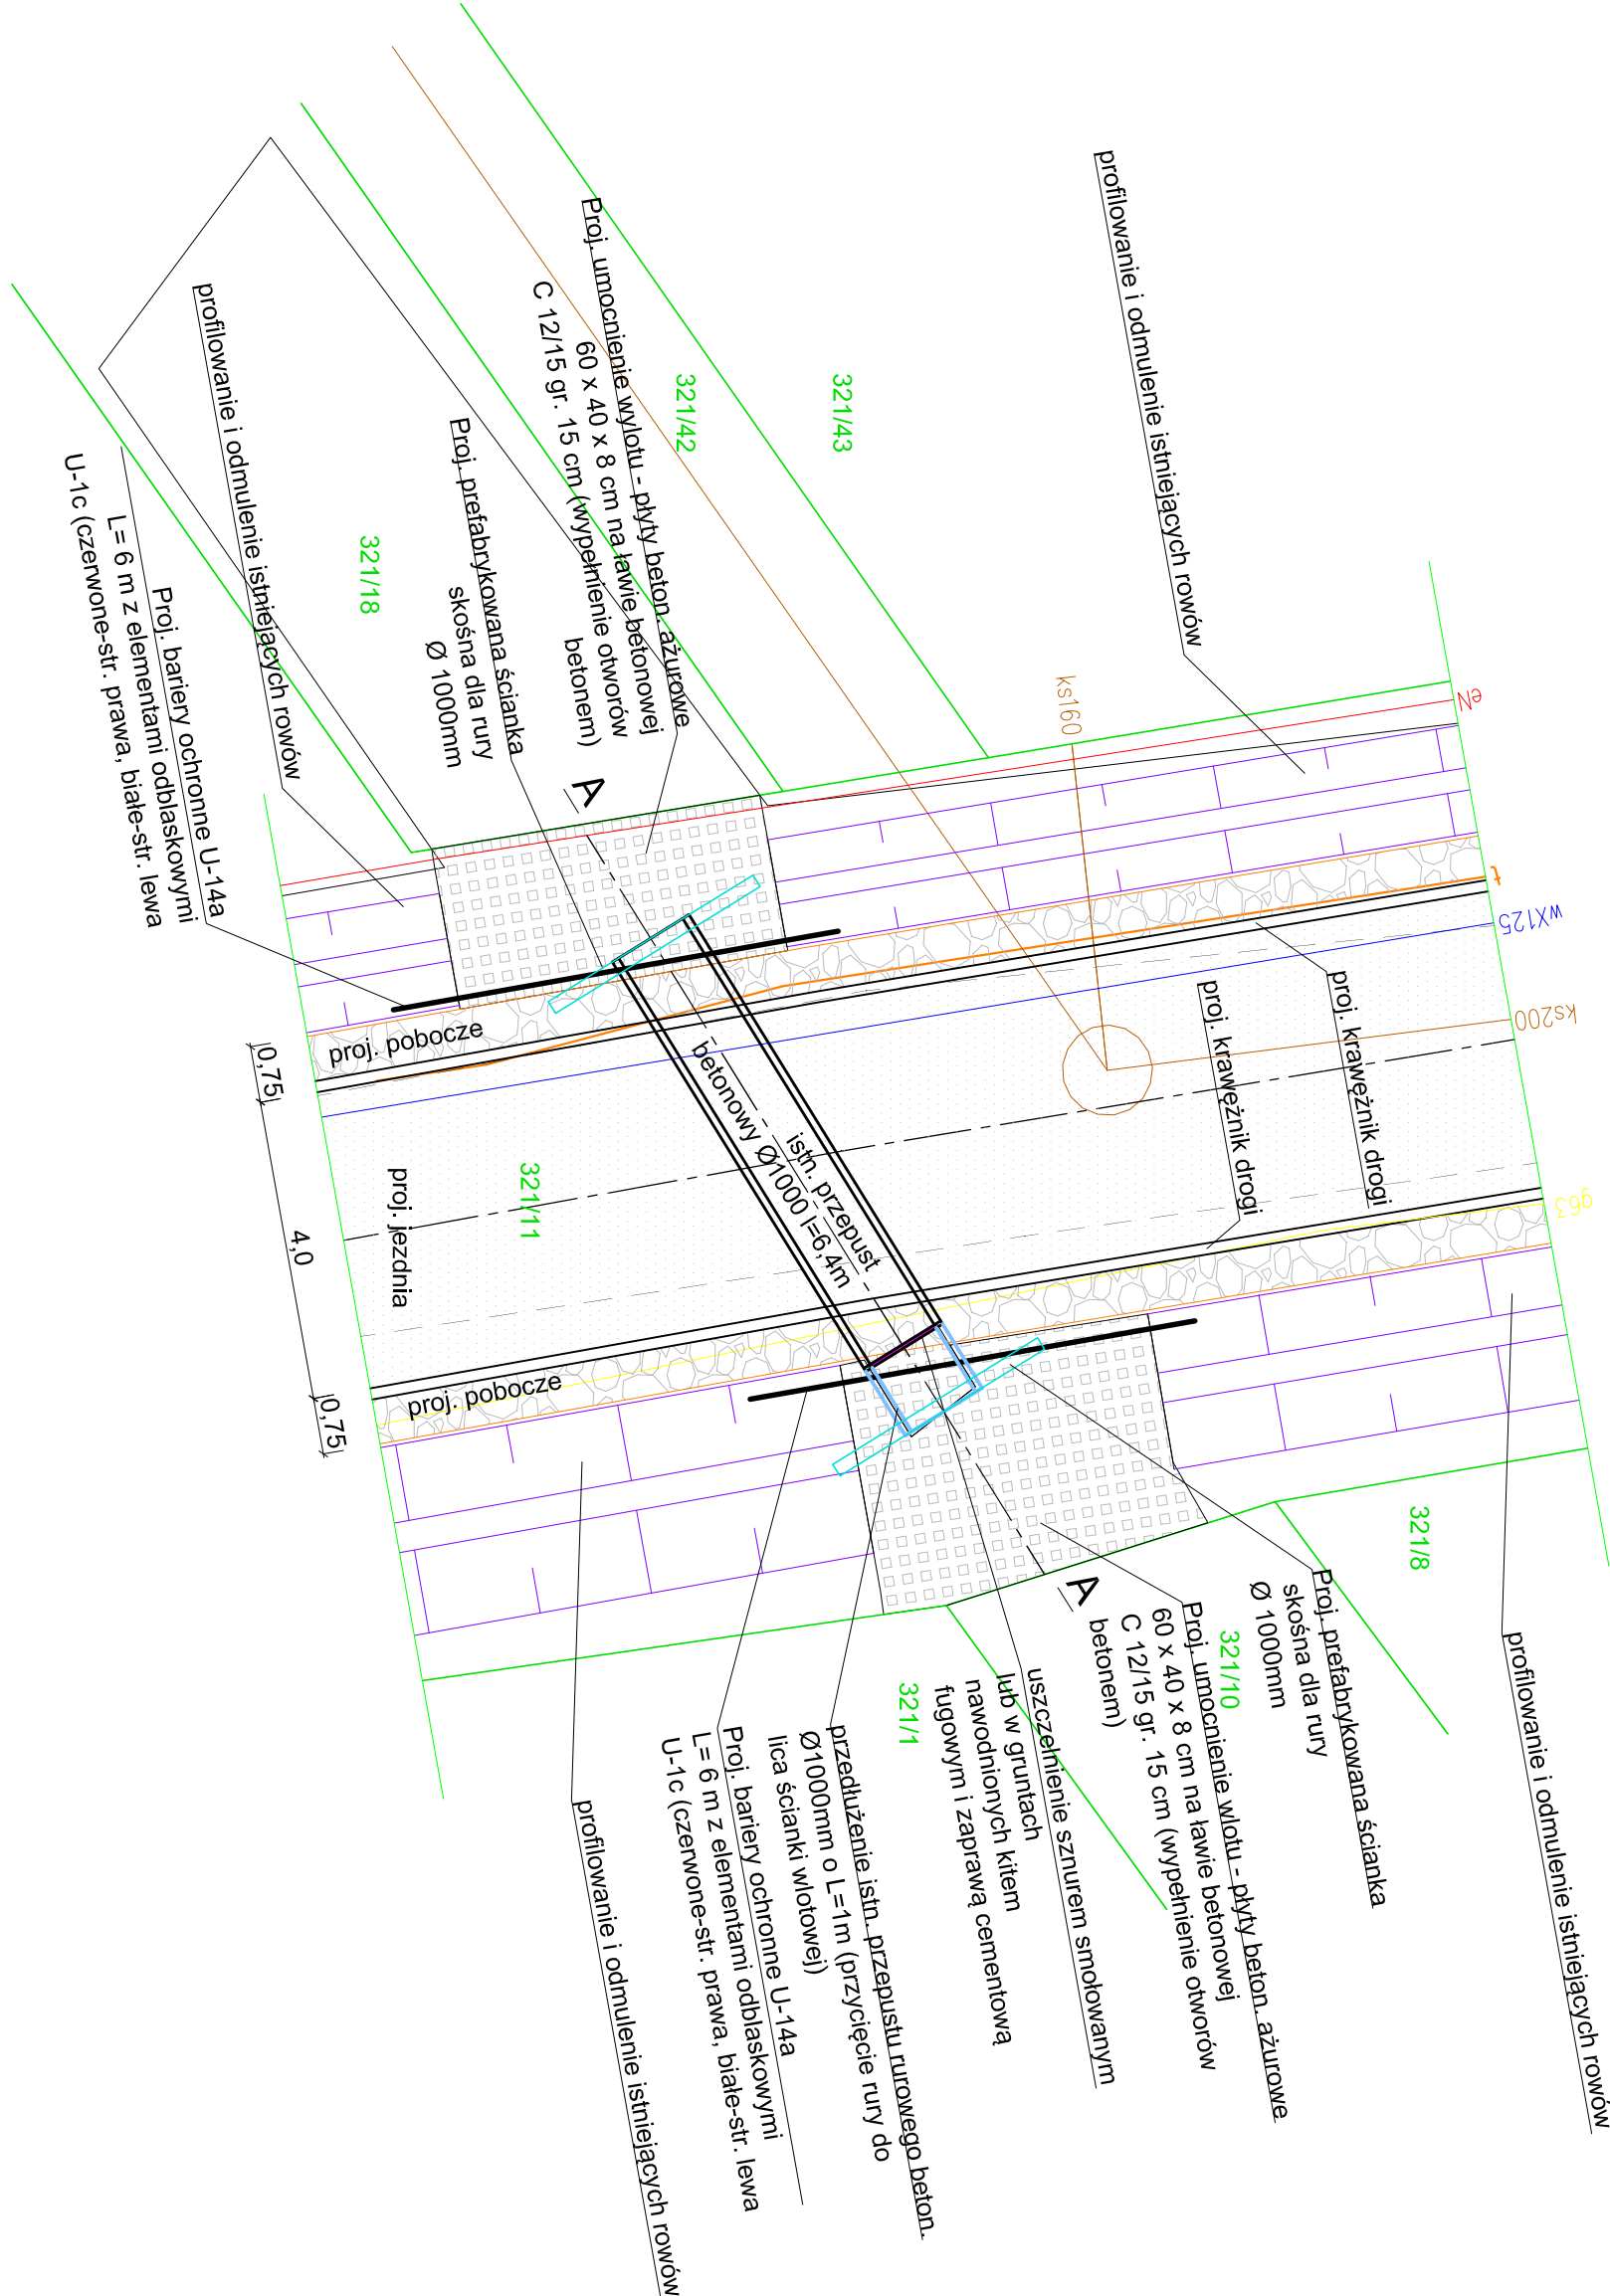 profilowanie i odmulenie istniejących rowów
Proj. umocnienie wylotu - płyty beton. ażurowe
60 x 40 x 8 cm na ławie betonowej
C 12/15 gr. 15 cm (wypełnienie otworów
betonem)
321/43
321/42
profilowanie i odmulenie istniejących rowów
Proj. prefabrykowana ścianka
skośna dla rury
Ø 1000mm
321/18
Proj. bariery ochronne U-14a
L= 6 m z elementami odblaskowymi
U-1c (czerwone-str. prawa, białe-str. lewa
A
ks160
eN
t
wX125
ks200
g63
proj. krawężnik drogi
proj. krawężnik drogi
proj. pobocze
0,75
4,0
0,75
proj. jezdnia
321/11
istn. przepust
betonowy Ø1000 l=6,4m
proj. pobocze
A
321/8
profilowanie i odmulenie istniejących rowów
Proj. prefabrykowana ścianka
skośna dla rury
Ø 1000mm
321/10
Proj. umocnienie wlotu - płyty beton. ażurowe
60 x 40 x 8 cm na ławie betonowej
C 12/15 gr. 15 cm (wypełnienie otworów
betonem)
uszczelnienie sznurem smołowanym
lub w gruntach
nawodnionych kitem
fugowym i zaprawą cementową
321/1
przedłużenie istn. przepustu rurowego beton.
Ø1000mm o L=1m (przycięcie rury do
lica ścianki wlotowej)
Proj. bariery ochronne U-14a
L= 6 m z elementami odblaskowymi
U-1c (czerwone-str. prawa, białe-str. lewa
profilowanie i odmulenie istniejących rowów